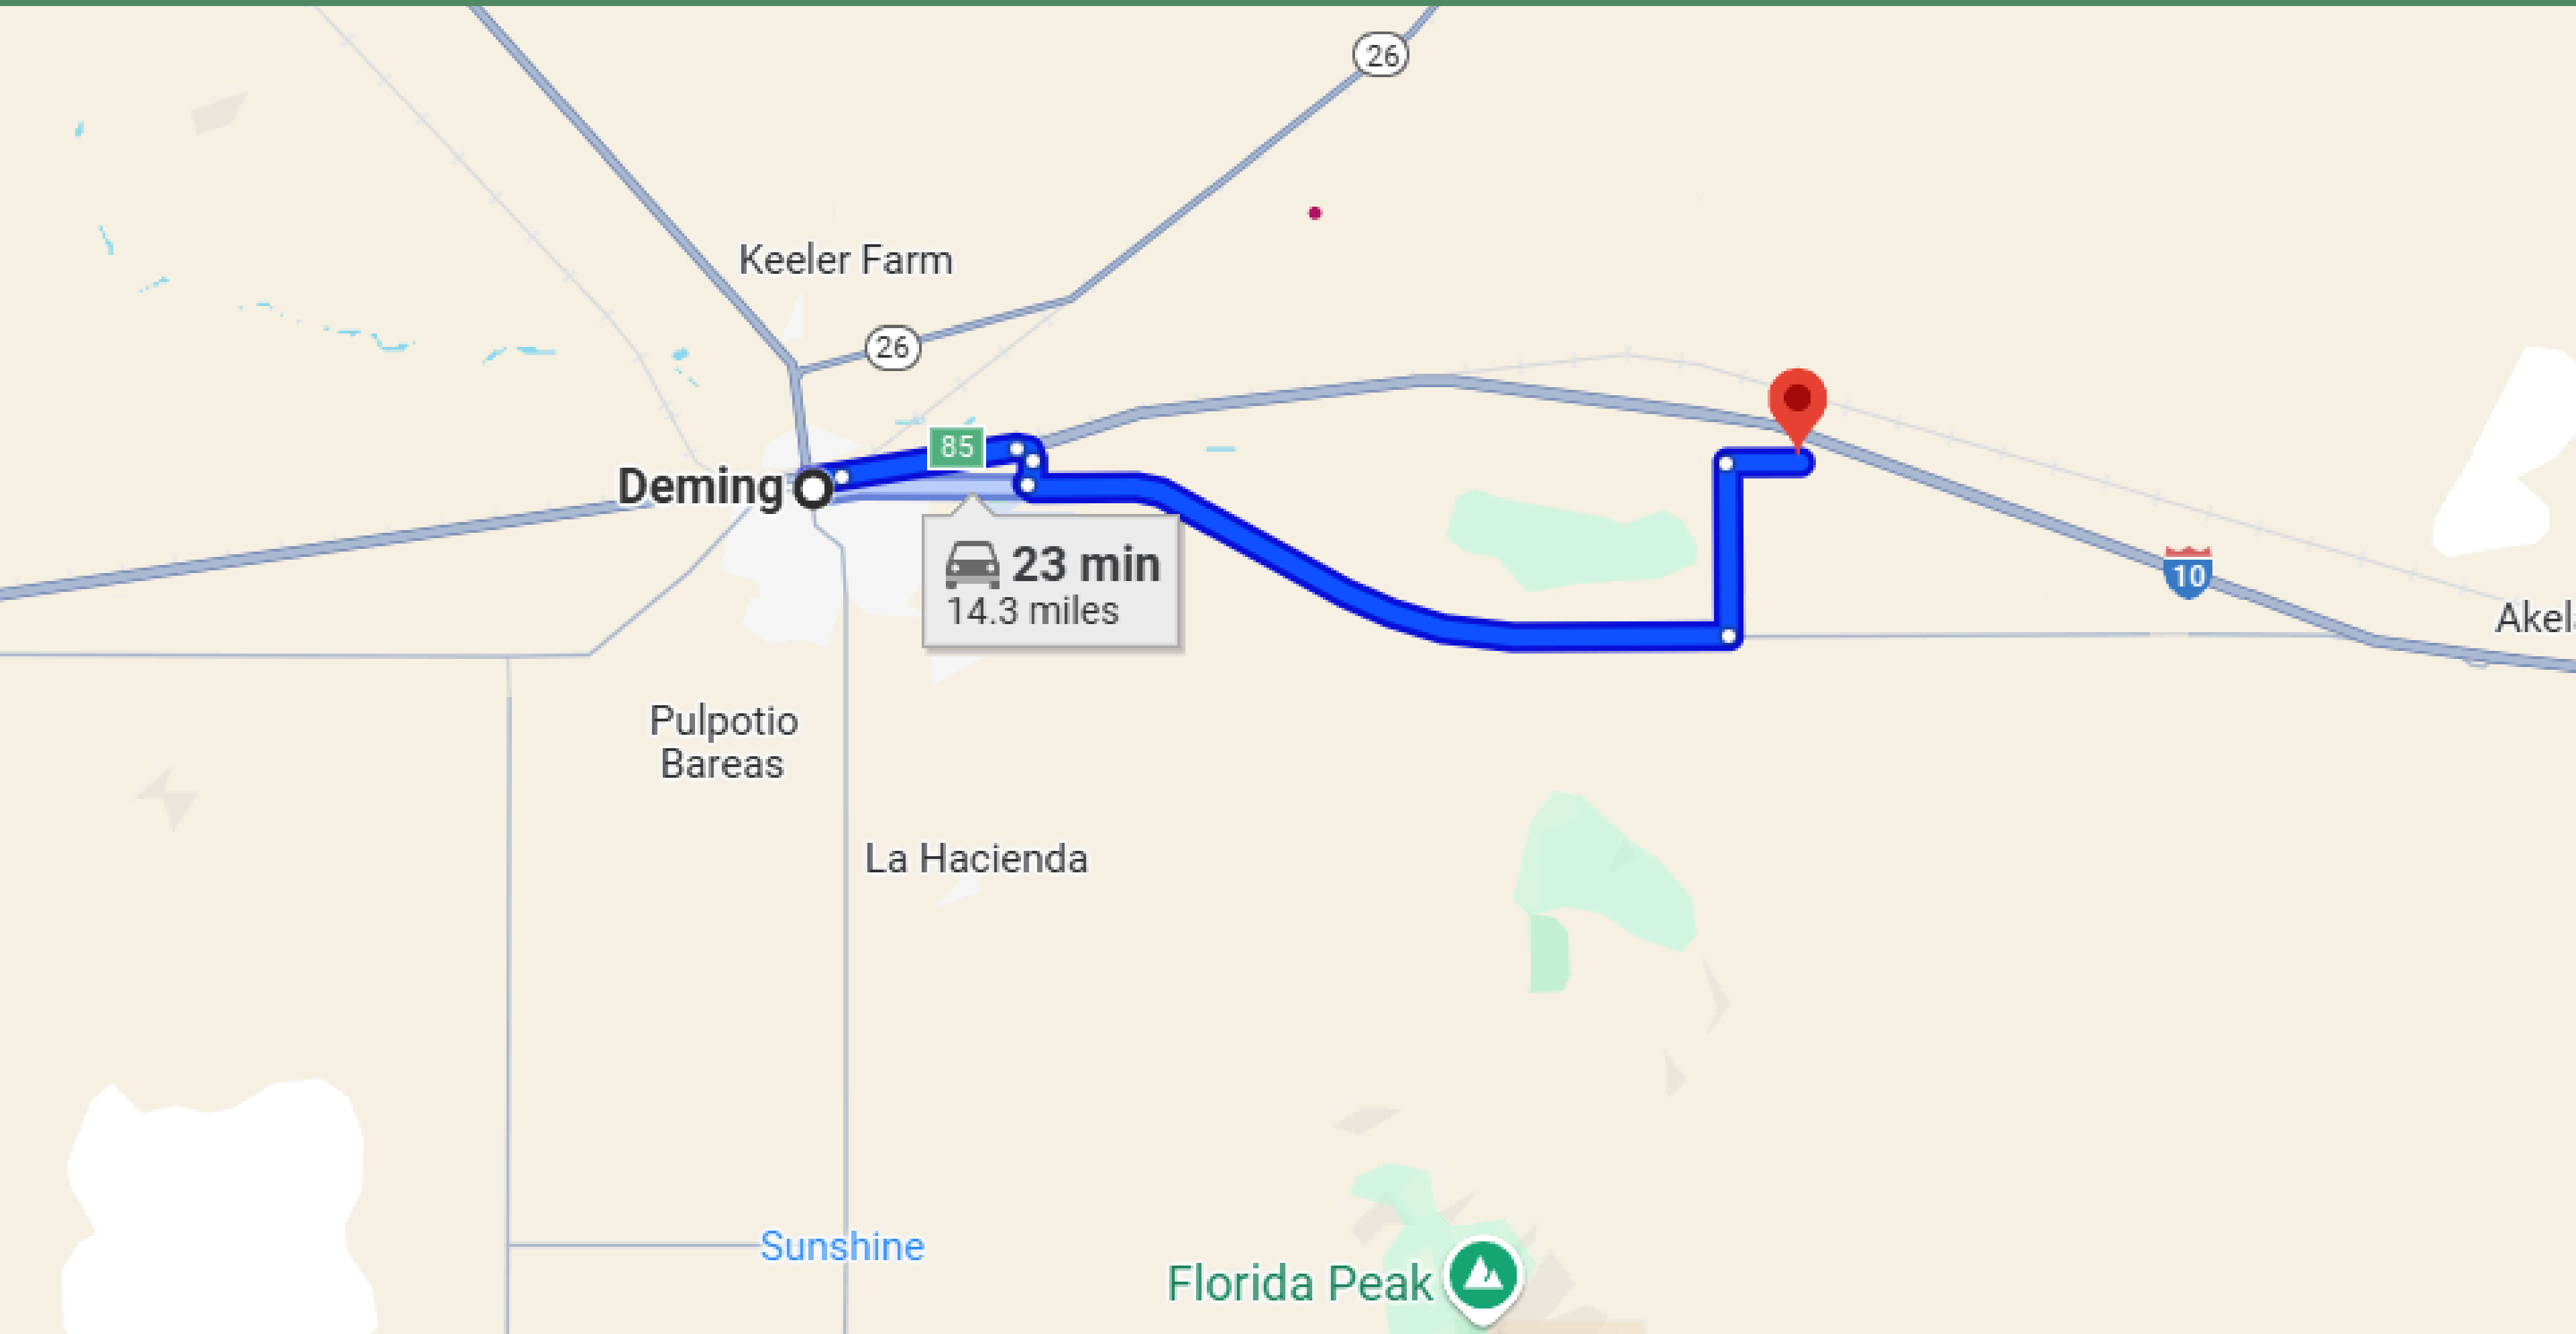 26
Keeler Farm
26
85
Deming
23 min
14.3 miles
10
Akel
Pulpotio
Bareas
La Hacienda
Sunshine
Florida Peak